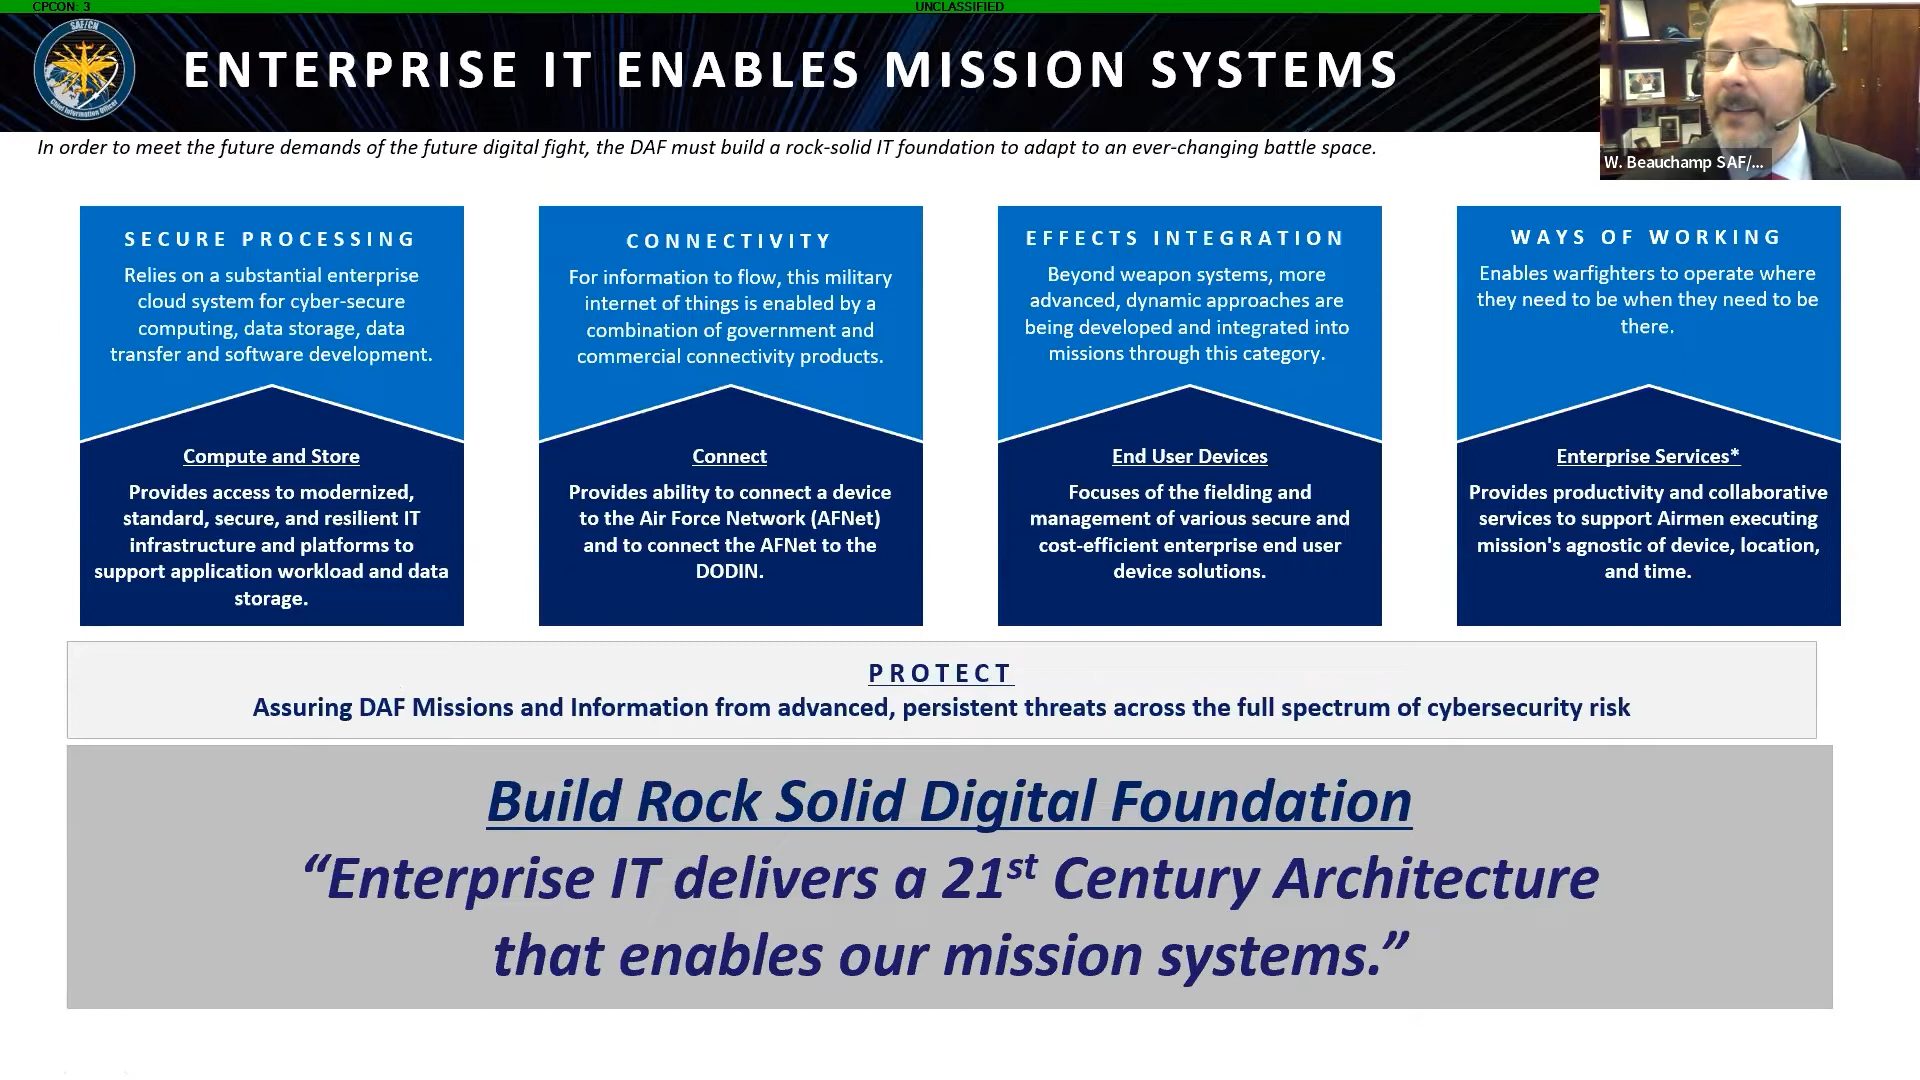 CPCON: 3
UNCLASSIFIED
SAF/CN
Chief Information Officer
ENTERPRISE IT ENABLES MISSION SYSTEMS
W. Beauchamp SAF/...
In order to meet the future demands of the future digital fight, the DAF must build a rock-solid IT foundation to adapt to an ever-changing battle space.
SECURE PROCESSING
Relies on a substantial enterprise
cloud system for cyber-secure
computing, data storage, data
transfer and software development.
Compute and Store
Provides access to modernized,
standard, secure, and resilient IT
infrastructure and platforms to
support application workload and data
storage.
CONNECTIVITY
For information to flow, this military
internet of things is enabled by a
combination of government and
commercial connectivity products.
Connect
Provides ability to connect a device
to the Air Force Network (AFNet)
and to connect the AFNet to the
DODIN.
EFFECTS INTEGRATION
Beyond weapon systems, more
advanced, dynamic approaches are
being developed and integrated into
missions through this category.
End User Devices
Focuses of the fielding and
management of various secure and
cost-efficient enterprise end user
device solutions.
WAYS OF WORKING
Enables warfighters to operate where
they need to be when they need to be
there.
Enterprise Services*
Provides productivity and collaborative
services to support Airmen executing
mission's agnostic of device, location,
and time.
PROTECT
Assuring DAF Missions and Information from advanced, persistent threats across the full spectrum of cybersecurity risk
Build Rock Solid Digital Foundation
“Enterprise IT delivers a 21st Century Architecture
that enables our mission systems.”